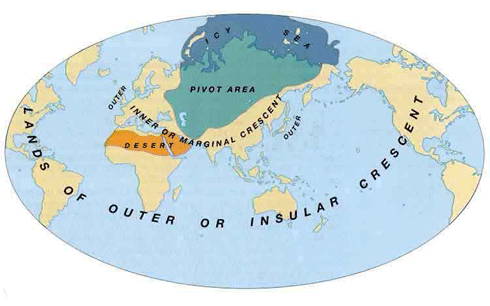 ICY SEA
PIVOT AREA
OUTER
INNER OR MARGINAL CRESCENT
OUTER
DESERT
LANDS OF OUTER OR INSULAR CRESCENT